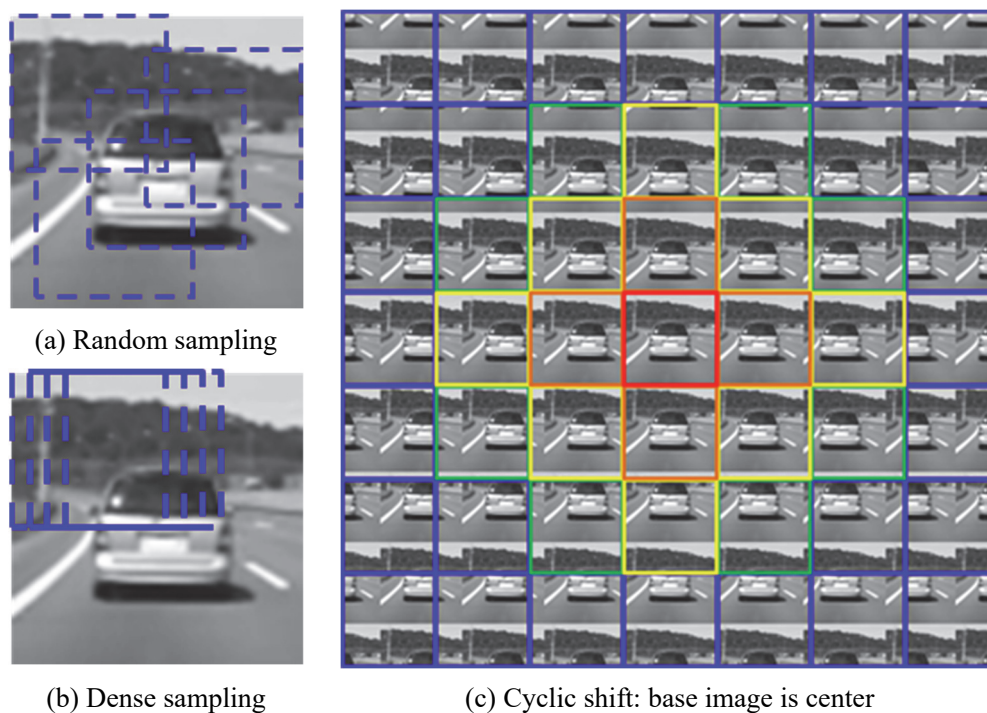 (a) Random sampling
(b) Dense sampling
(c) Cyclic shift: base image is center